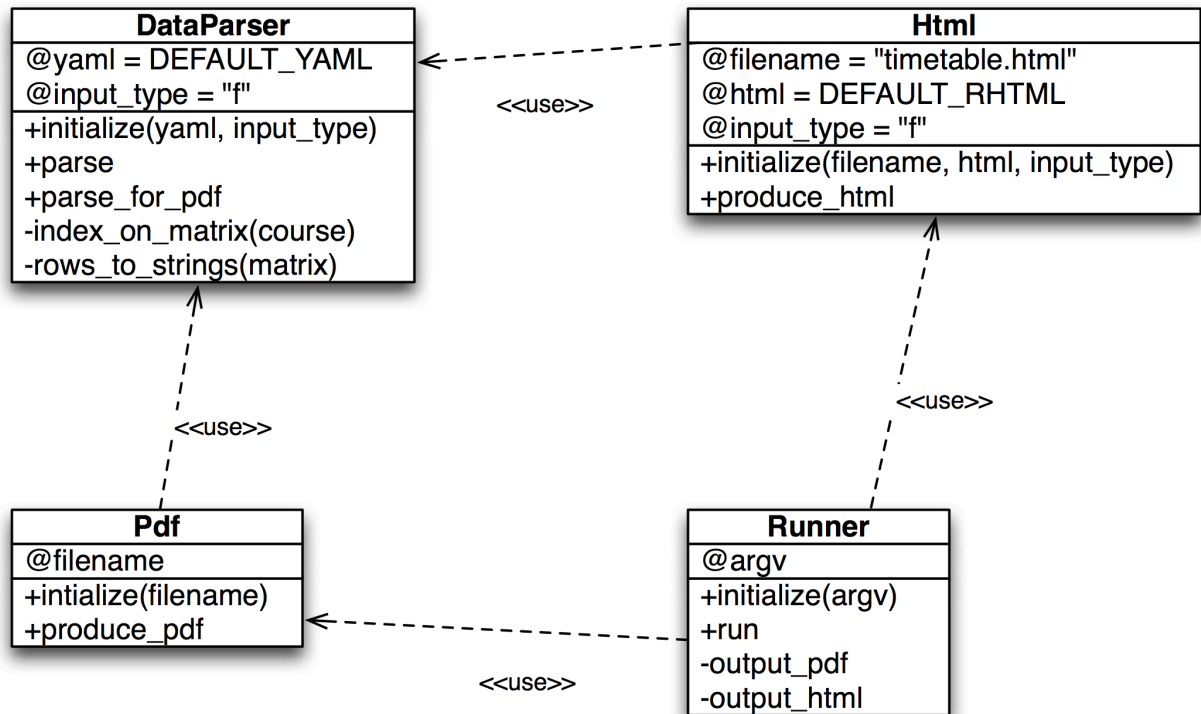 DataParser
@yaml = DEFAULT_YAML
@input_type = "f"
+initialize(yaml, input_type)
+parse
+parse_for_pdf
-index_on_matrix(course)
-rows_to_strings(matrix)
<<use>>
Html
@filename = "timetable.html"
@html = DEFAULT_RHTML
@input_type = "f"
+initialize(filename, html, input_type)
+produce_html
<<use>>
<<use>>
Pdf
@filename
+intialize(filename)
+produce_pdf
<<use>>
Runner
@argv
+initialize(argv)
+run
-output_pdf
-output_html